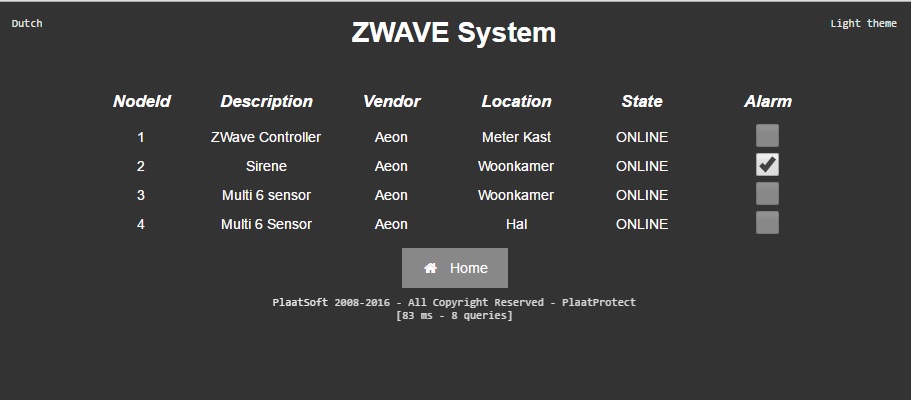 Dutch
Light theme
ZWAVE System
NodeId Description Vendor Location State Alarm
1 ZWave Controller Aeon Meter Kast ONLINE
2 Sirene Aeon Woonkamer ONLINE
3 Multi 6 sensor Aeon Woonkamer ONLINE
4 Multi 6 Sensor Aeon Hal ONLINE
Home
PlaatSoft 2008-2016 - All Copyright Reserved - PlaatProtect
[83 ms - 8 queries]